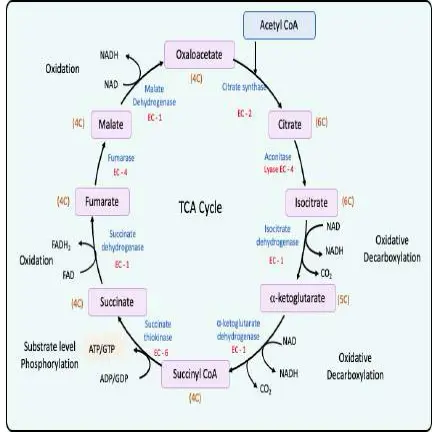 Acetyl CoA
Oxaloacetate
(4C)
NADH
Oxidation
NAD
Malate
Dehydrogenase
EC - 1
Citrate synthase
EC - 2
(4C) Malate
Citrate (6C)
Fumarase
EC - 4
Aconitase
Lyase EC - 4
(4C) Fumarate
TCA Cycle
Isocitrate (6C)
NAD
Isocitrate
dehydrogenase
EC - 1
NADH
CO₂
Oxidative
Decarboxylation
FADH₂
Oxidation
FAD
Succinate
dehydrogenase
EC - 1
(4C)
Succinate
α-ketoglutarate (5C)
Substrate level
Phosphorylation
ATP/GTP
ADP/GDP
Succinate
thiokinase
EC - 6
α-ketoglutarate
dehydrogenase
EC - 1
NAD
NADH
CO₂
Oxidative
Decarboxylation
Succinyl CoA
(4C)